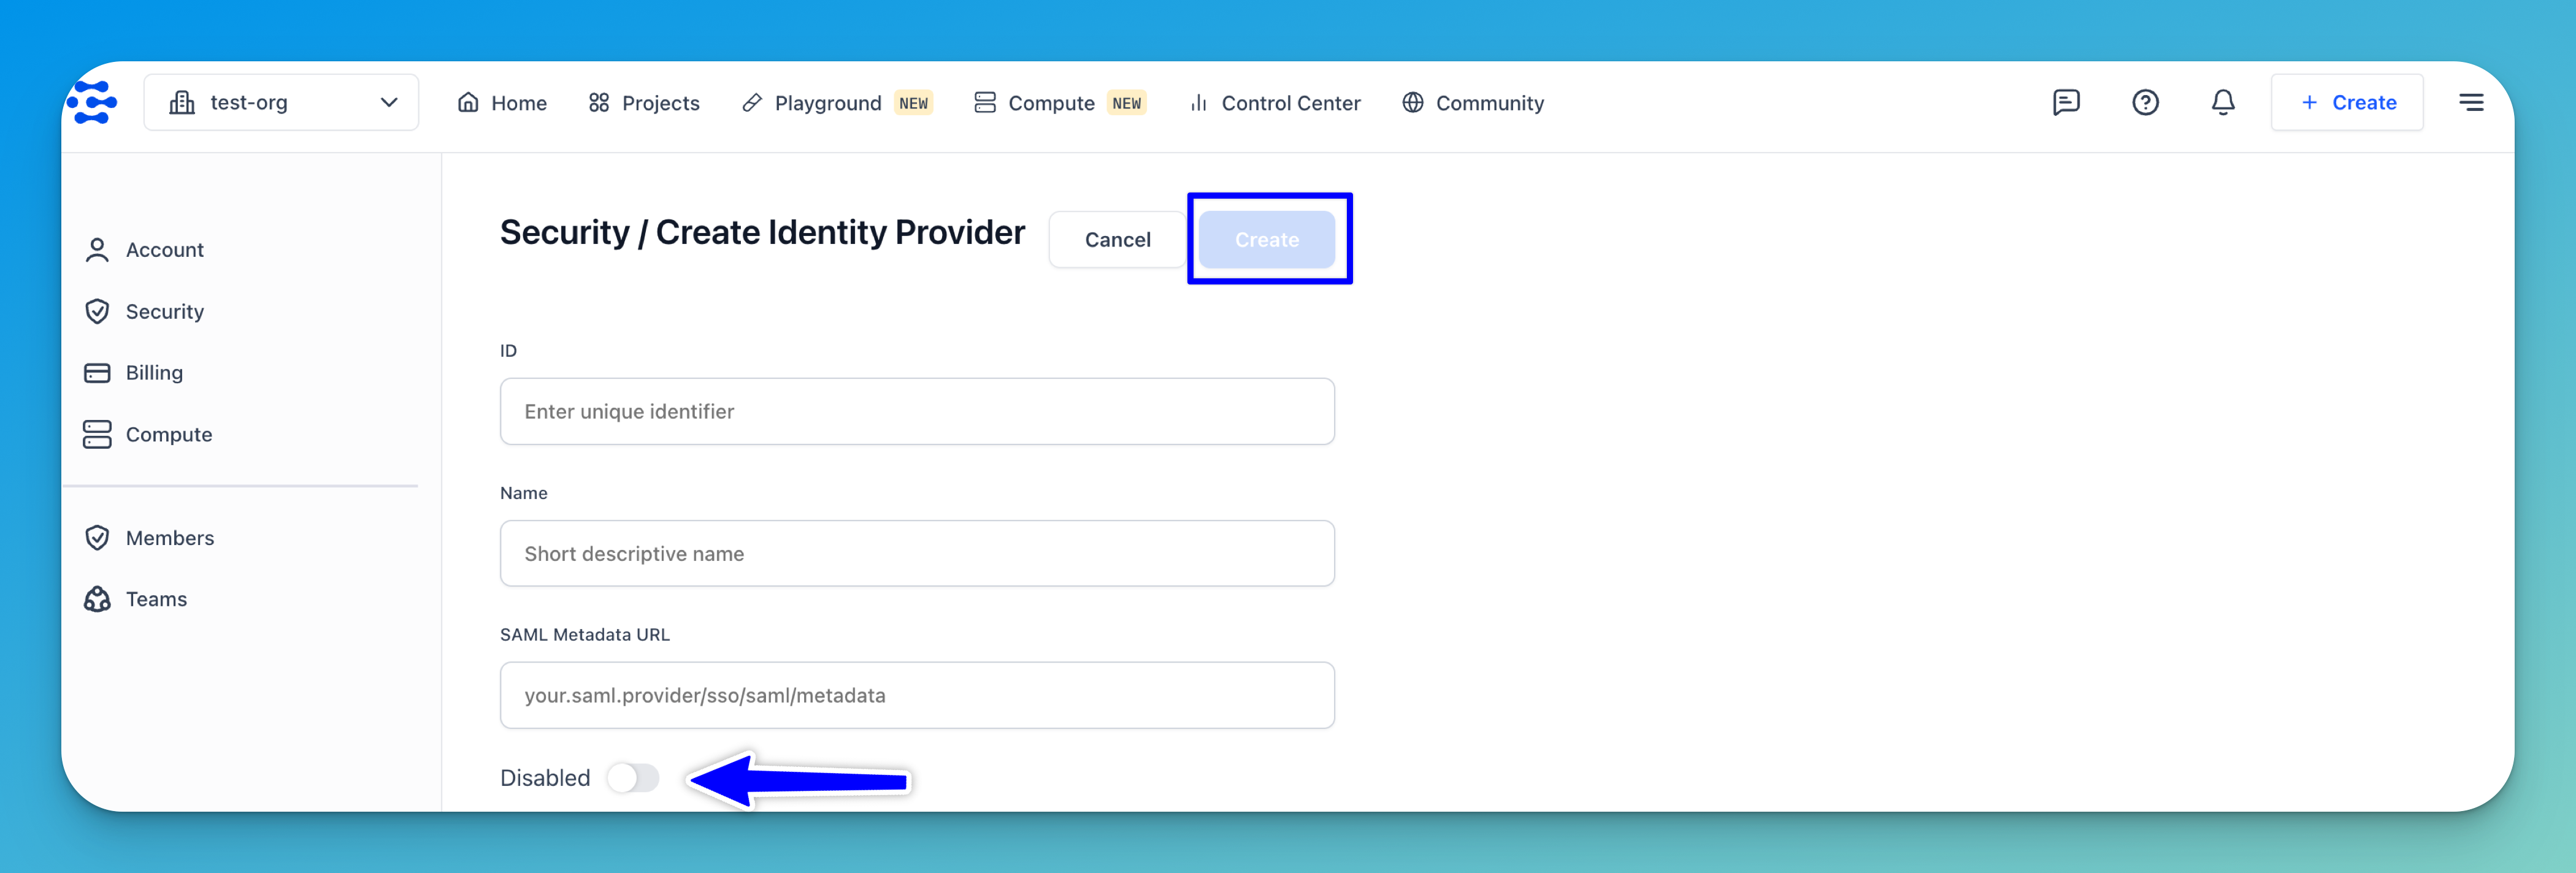 test-org Home Projects Playground NEW Compute NEW Control Center Community + Create
Account
Security
Billing
Compute
Members
Teams
Security / Create Identity Provider Cancel Create
ID
Enter unique identifier
Name
Short descriptive name
SAML Metadata URL
your.saml.provider/sso/saml/metadata
Disabled